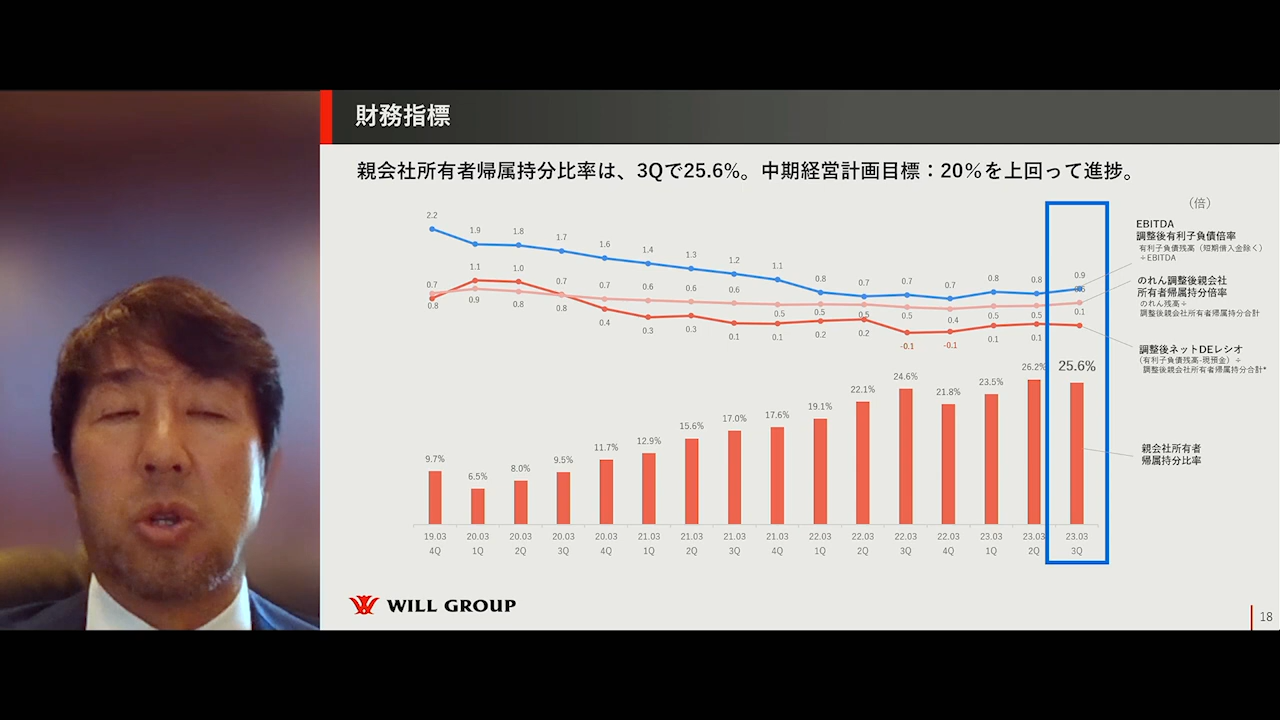 財務指標
親会社所有者帰属持分比率は、3Qで25.6%。中期経営計画目標：20%を上回って進捗。
（倍）
2.2 1.9 1.8 1.7 1.6 1.4 1.3 1.2 1.1 0.8 0.7 0.7 0.7 0.8 0.8 0.9
EBITDA
調整後有利子負債倍率
有利子負債残高（短期借入金除く）
÷EBITDA
0.7 1.1 1.0 0.7 0.7 0.6 0.6 0.6 0.5 0.5 0.5 0.5 0.4 0.5 0.5
のれん調整後親会社
所有者帰属持分倍率
のれん残高÷
調整後親会社所有者帰属持分合計
0.8 0.9 0.8 0.8 0.4 0.3 0.3 0.1 0.1 0.2 0.2 -0.1 -0.1 0.1 0.1 0.1
調整後ネットDEレシオ
（有利子負債残高-現預金）÷
調整後親会社所有者帰属持分合計*
9.7% 6.5% 8.0% 9.5% 11.7% 12.9% 15.6% 17.0% 17.6% 19.1% 22.1% 24.6% 21.8% 23.5% 26.2% 25.6%
親会社所有者
帰属持分比率
19.03 20.03 20.03 20.03 20.03 21.03 21.03 21.03 21.03 22.03 22.03 22.03 22.03 23.03 23.03 23.03
4Q 1Q 2Q 3Q 4Q 1Q 2Q 3Q 4Q 1Q 2Q 3Q 4Q 1Q 2Q 3Q
WILL GROUP
18